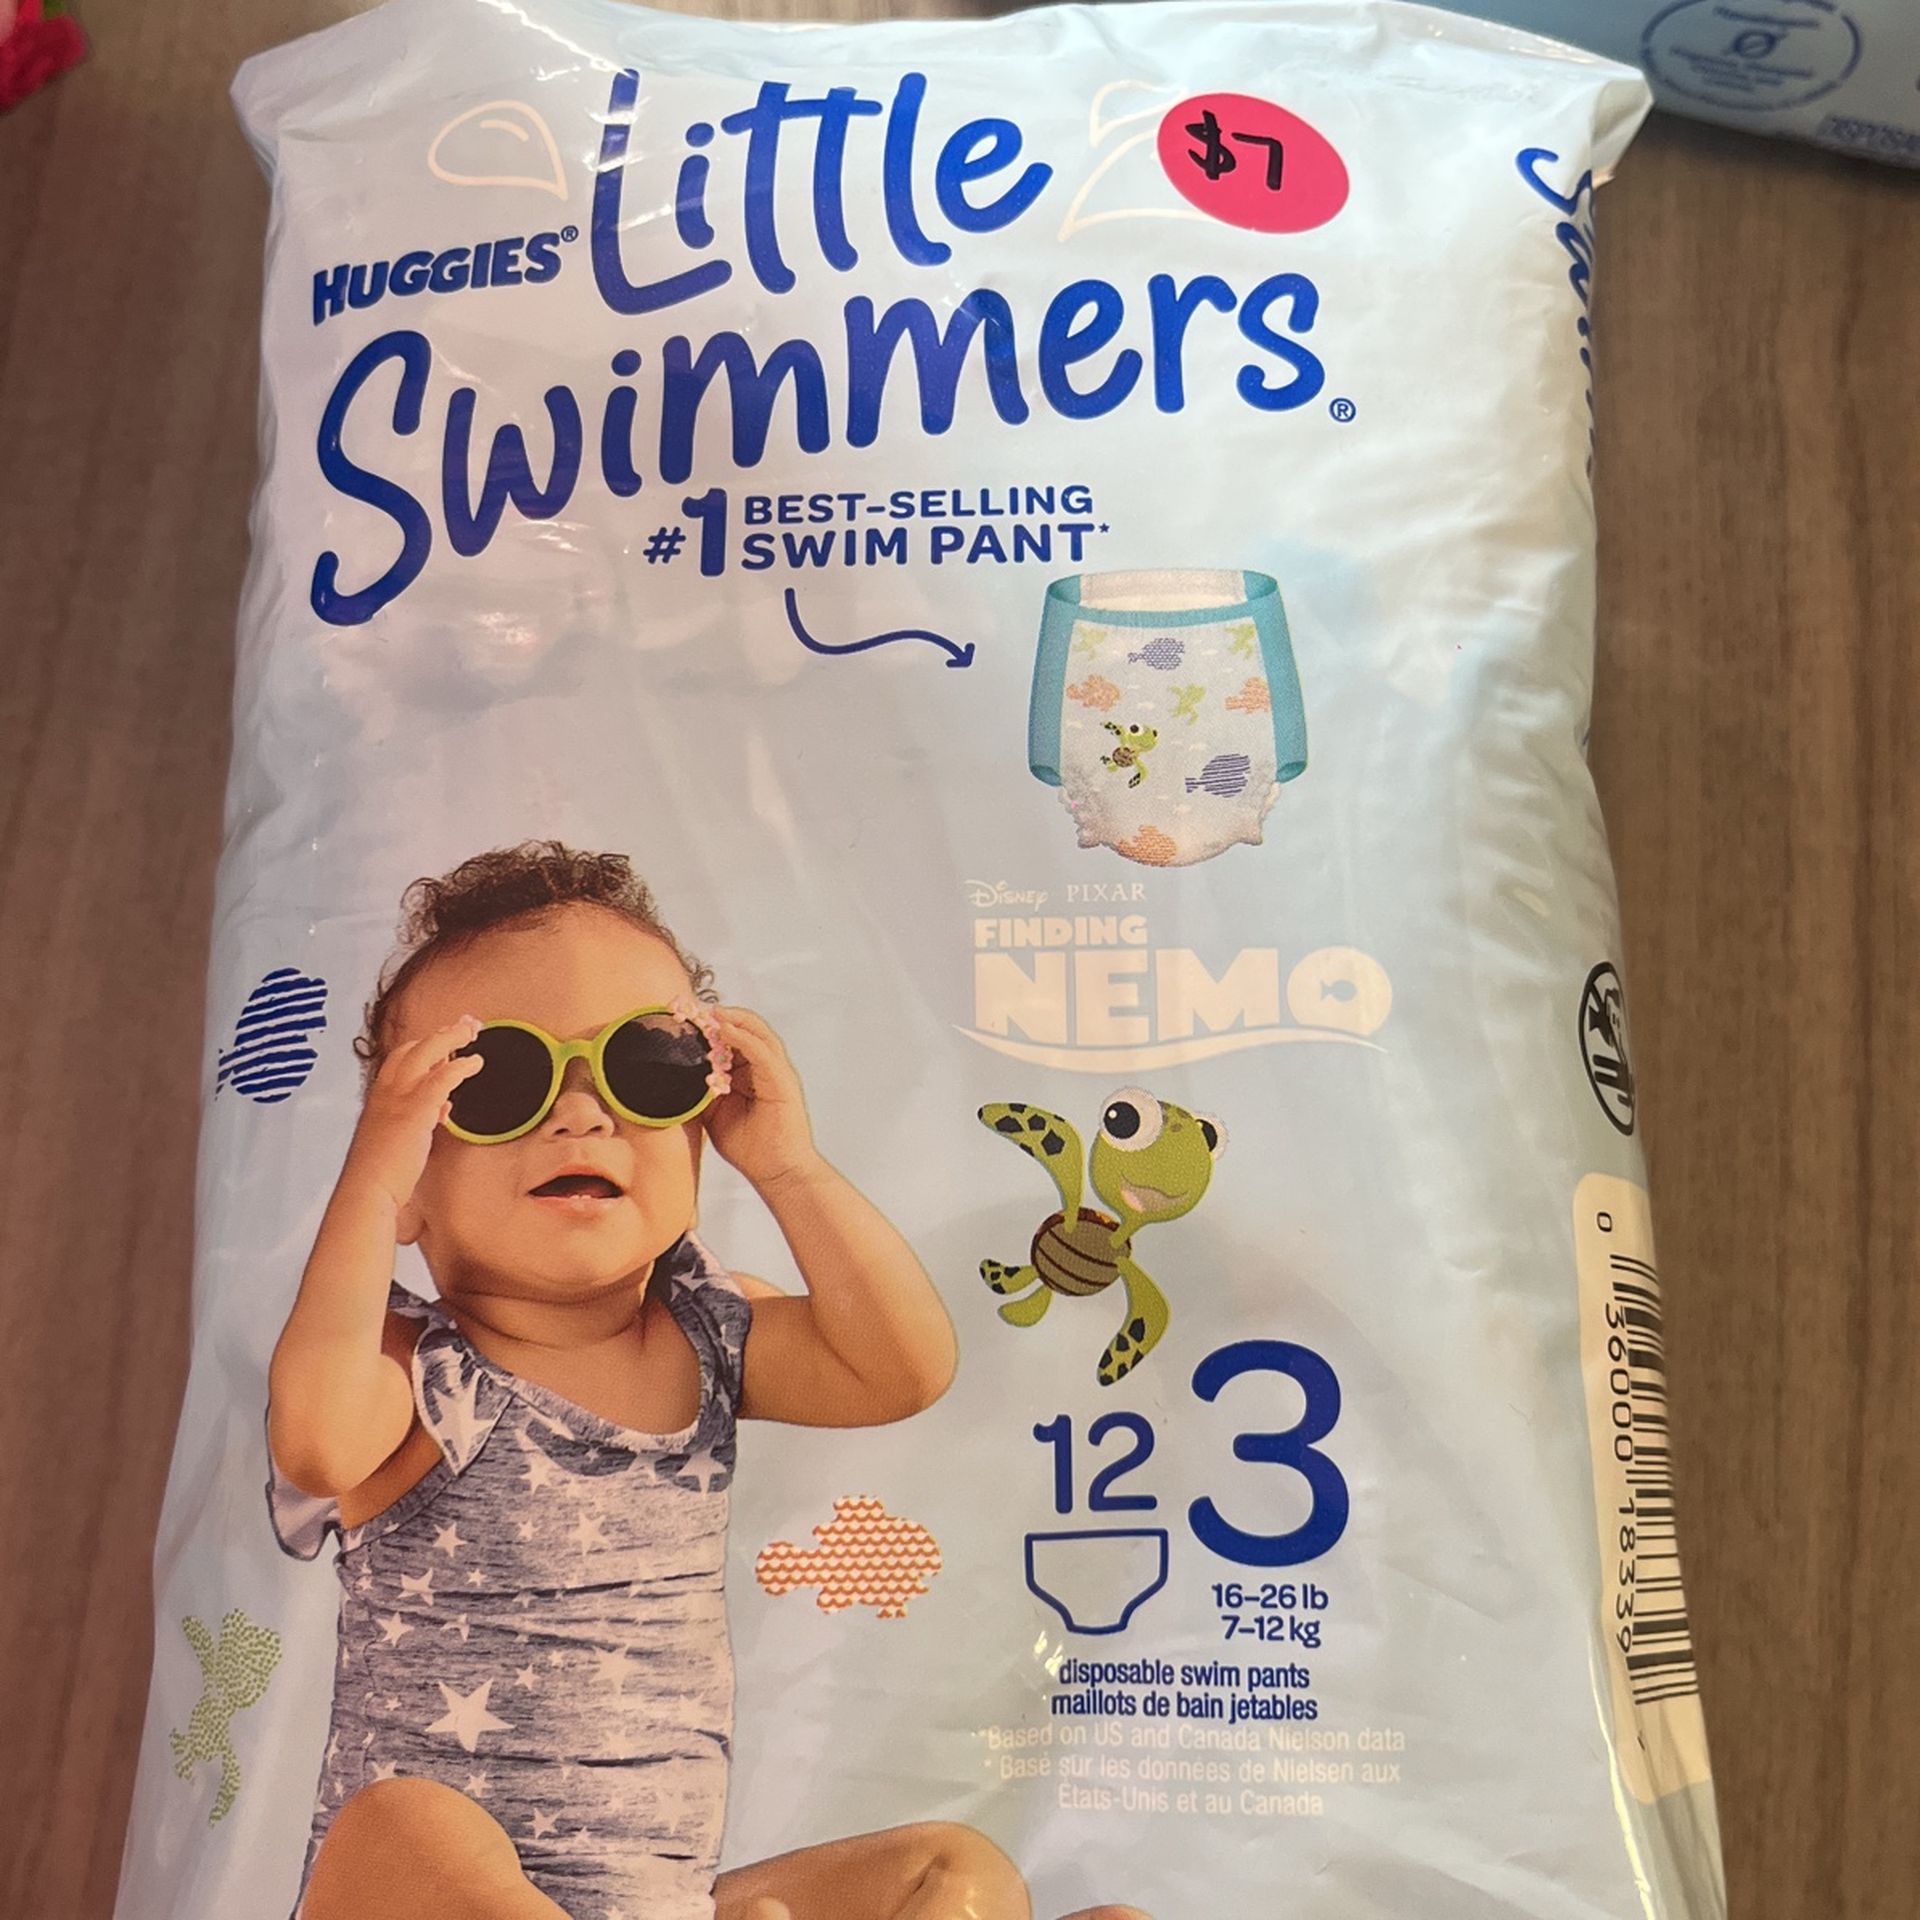 HUGGIES® Little
$7
Swimmers®
#1 BEST-SELLING
SWIM PANT*
Disney PIXAR
FINDING
NEMO
12 3
16-26 lb
7-12 kg
disposable swim pants
maillots de bain jetables
*Based on US and Canada Nielson data
* Basé sur les données de Nielsen aux
États-Unis et au Canada
0 36000 18339